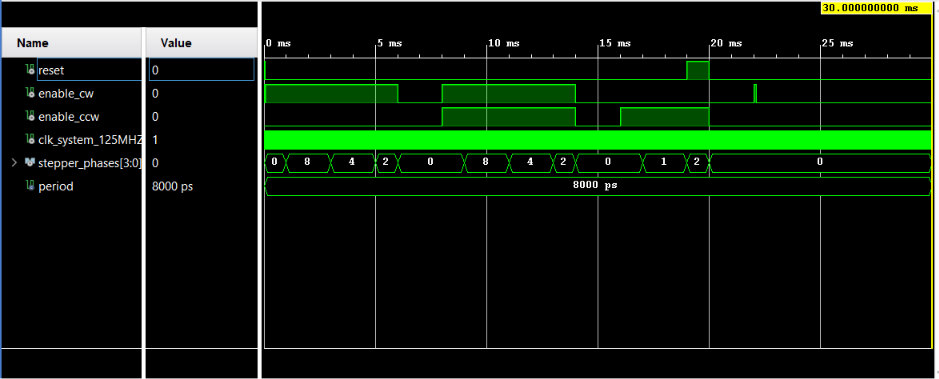 30.000000000 ms
Name Value
0 ms 5 ms 10 ms 15 ms 20 ms 25 ms
reset 0
enable_cw 0
enable_ccw 0
clk_system_125MHZ 1
stepper_phases[3:0] 0 0 8 4 2 0 8 4 2 0 1 2 0
period 8000 ps 8000 ps